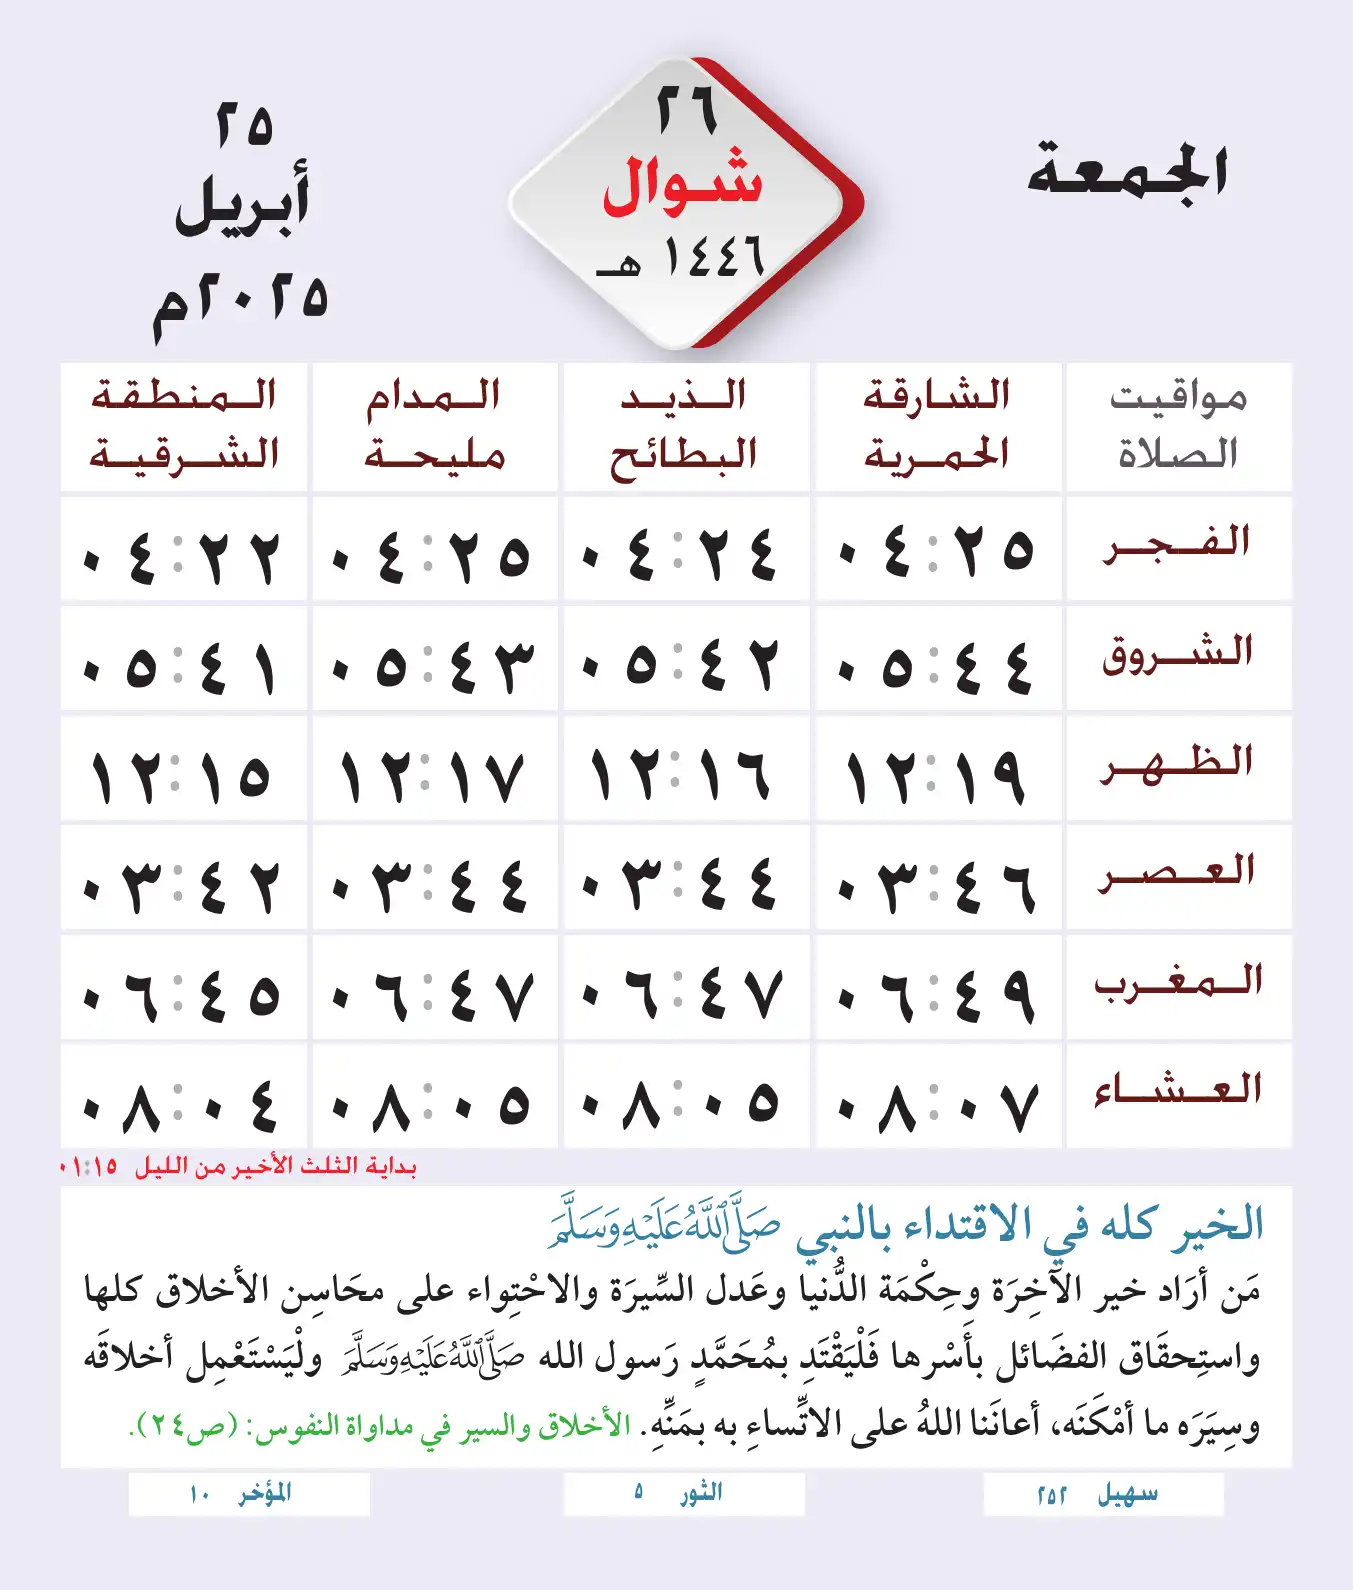 الجمعة
٢٦
شوال
١٤٤٦ هـ
٢٥
أبريل
٢٠٢٥م
مواقيت الصلاة | الشارقة الحمرية | الذيد البطائح | المدام مليحة | المنطقة الشرقية
الفجر ٠٤:٢٥ ٠٤:٢٤ ٠٤:٢٥ ٠٤:٢٢
الشروق ٠٥:٤٤ ٠٥:٤٢ ٠٥:٤٣ ٠٥:٤١
الظهر ١٢:١٩ ١٢:١٦ ١٢:١٧ ١٢:١٥
العصر ٠٣:٤٦ ٠٣:٤٤ ٠٣:٤٤ ٠٣:٤٢
المغرب ٠٦:٤٩ ٠٦:٤٧ ٠٦:٤٧ ٠٦:٤٥
العشاء ٠٨:٠٧ ٠٨:٠٥ ٠٨:٠٥ ٠٨:٠٤
بداية الثلث الأخير من الليل ٠١:١٥
الخير كله في الاقتداء بالنبي صَلَّى اللَّهُ عَلَيْهِ وَسَلَّمَ
مَن أرَاد خير الآخِرَة وحِكْمَة الدُّنيا وعَدل السِّيرَة والاحْتِواء على محَاسِن الأخلاق كلها
واستِحقَاق الفضَائل بأَسْرها فَلْيَقْتَدِ بمُحَمَّدٍ رَسول الله صَلَّى اللَّهُ عَلَيْهِ وَسَلَّمَ ولْيَسْتَعْمِل أخلاقَه
وسِيَرَه ما أمْكَنَه، أعانَنا اللهُ على الاتِّساءِ به بمَنِّهِ. الأخلاق والسير في مداواة النفوس: (ص٢٤).
سهيل ٢٥٢
الثور ٥
المؤخر ١٠